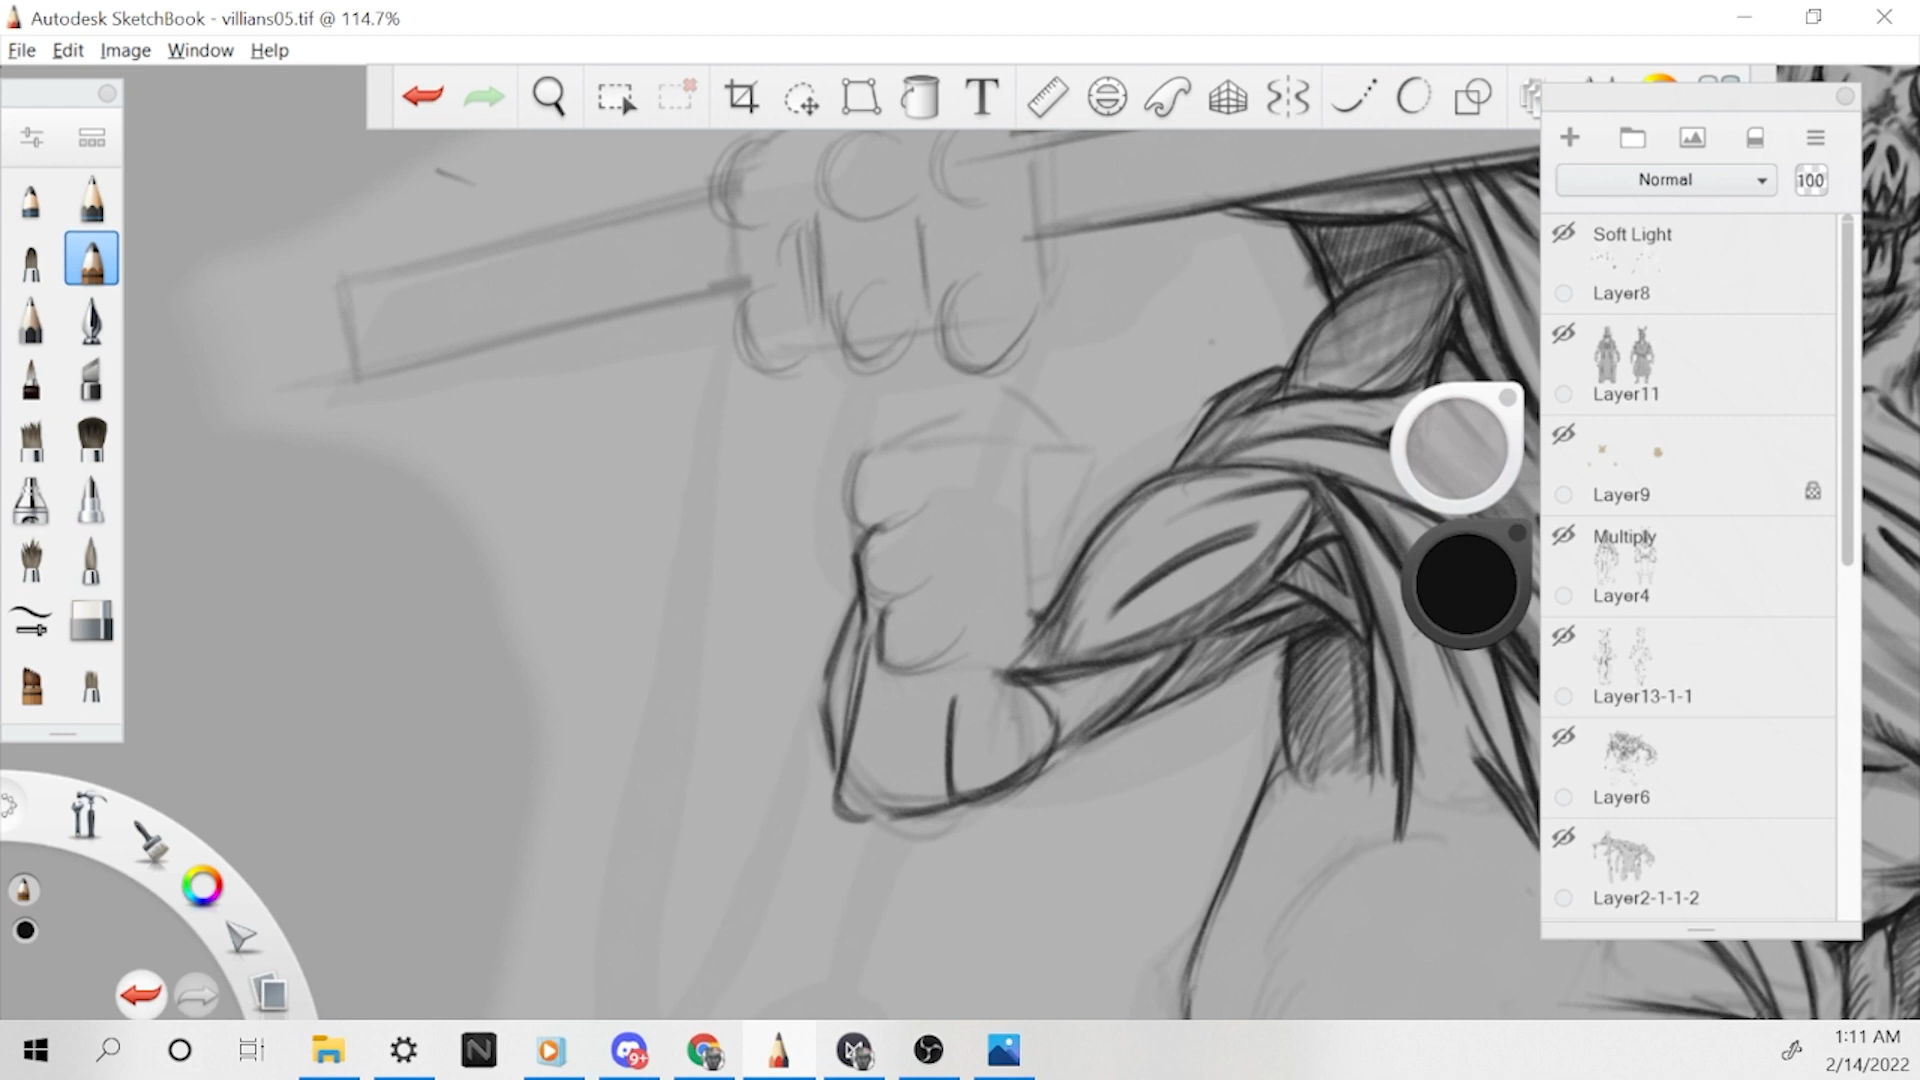 Autodesk SketchBook - villians05.tif @ 114.7%
File Edit Image Window Help
T
Normal
100
Soft Light
Layer8
Layer11
Layer9
Multiply
Layer4
Layer13-1-1
Layer6
Layer2-1-1-2
N
9+
1:11 AM
2/14/2022